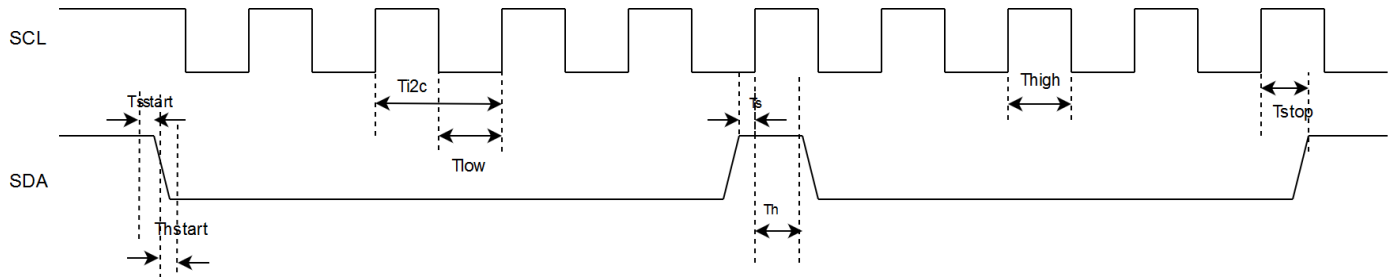 SCL
Ti2c
Thigh
Tsstart
Ts
Tstop
Tlow
SDA
Th
Thstart